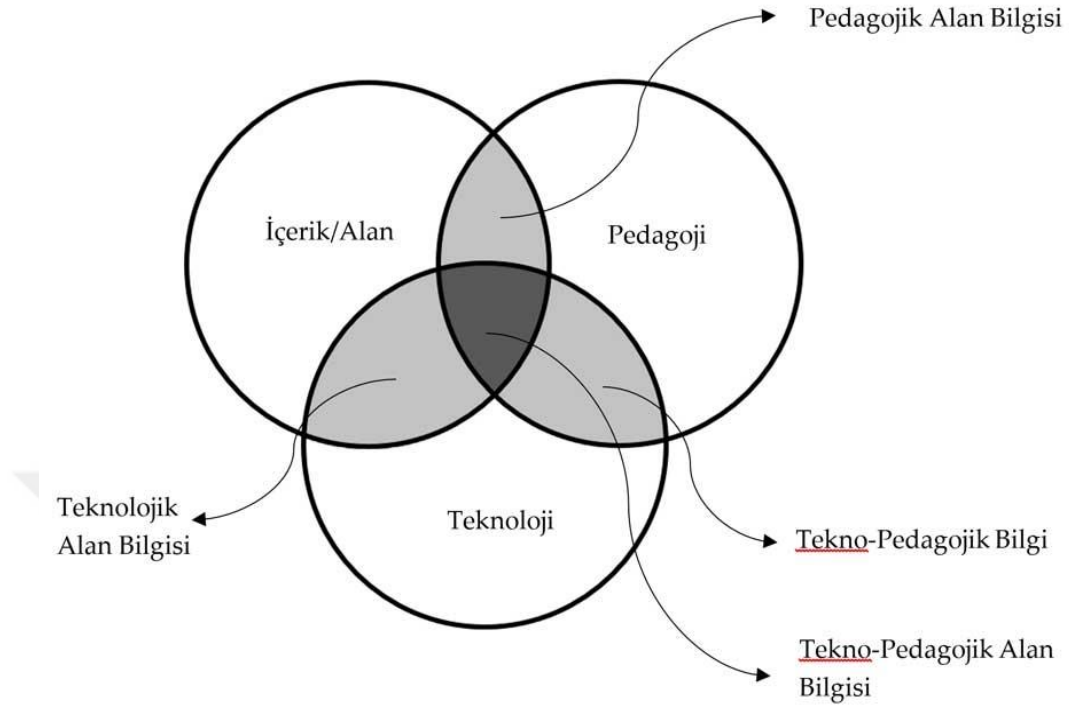 Pedagojik Alan Bilgisi
İçerik/Alan
Pedagoji
Teknolojik
Alan Bilgisi
Teknoloji
Tekno-Pedagojik Bilgi
Tekno-Pedagojik Alan
Bilgisi